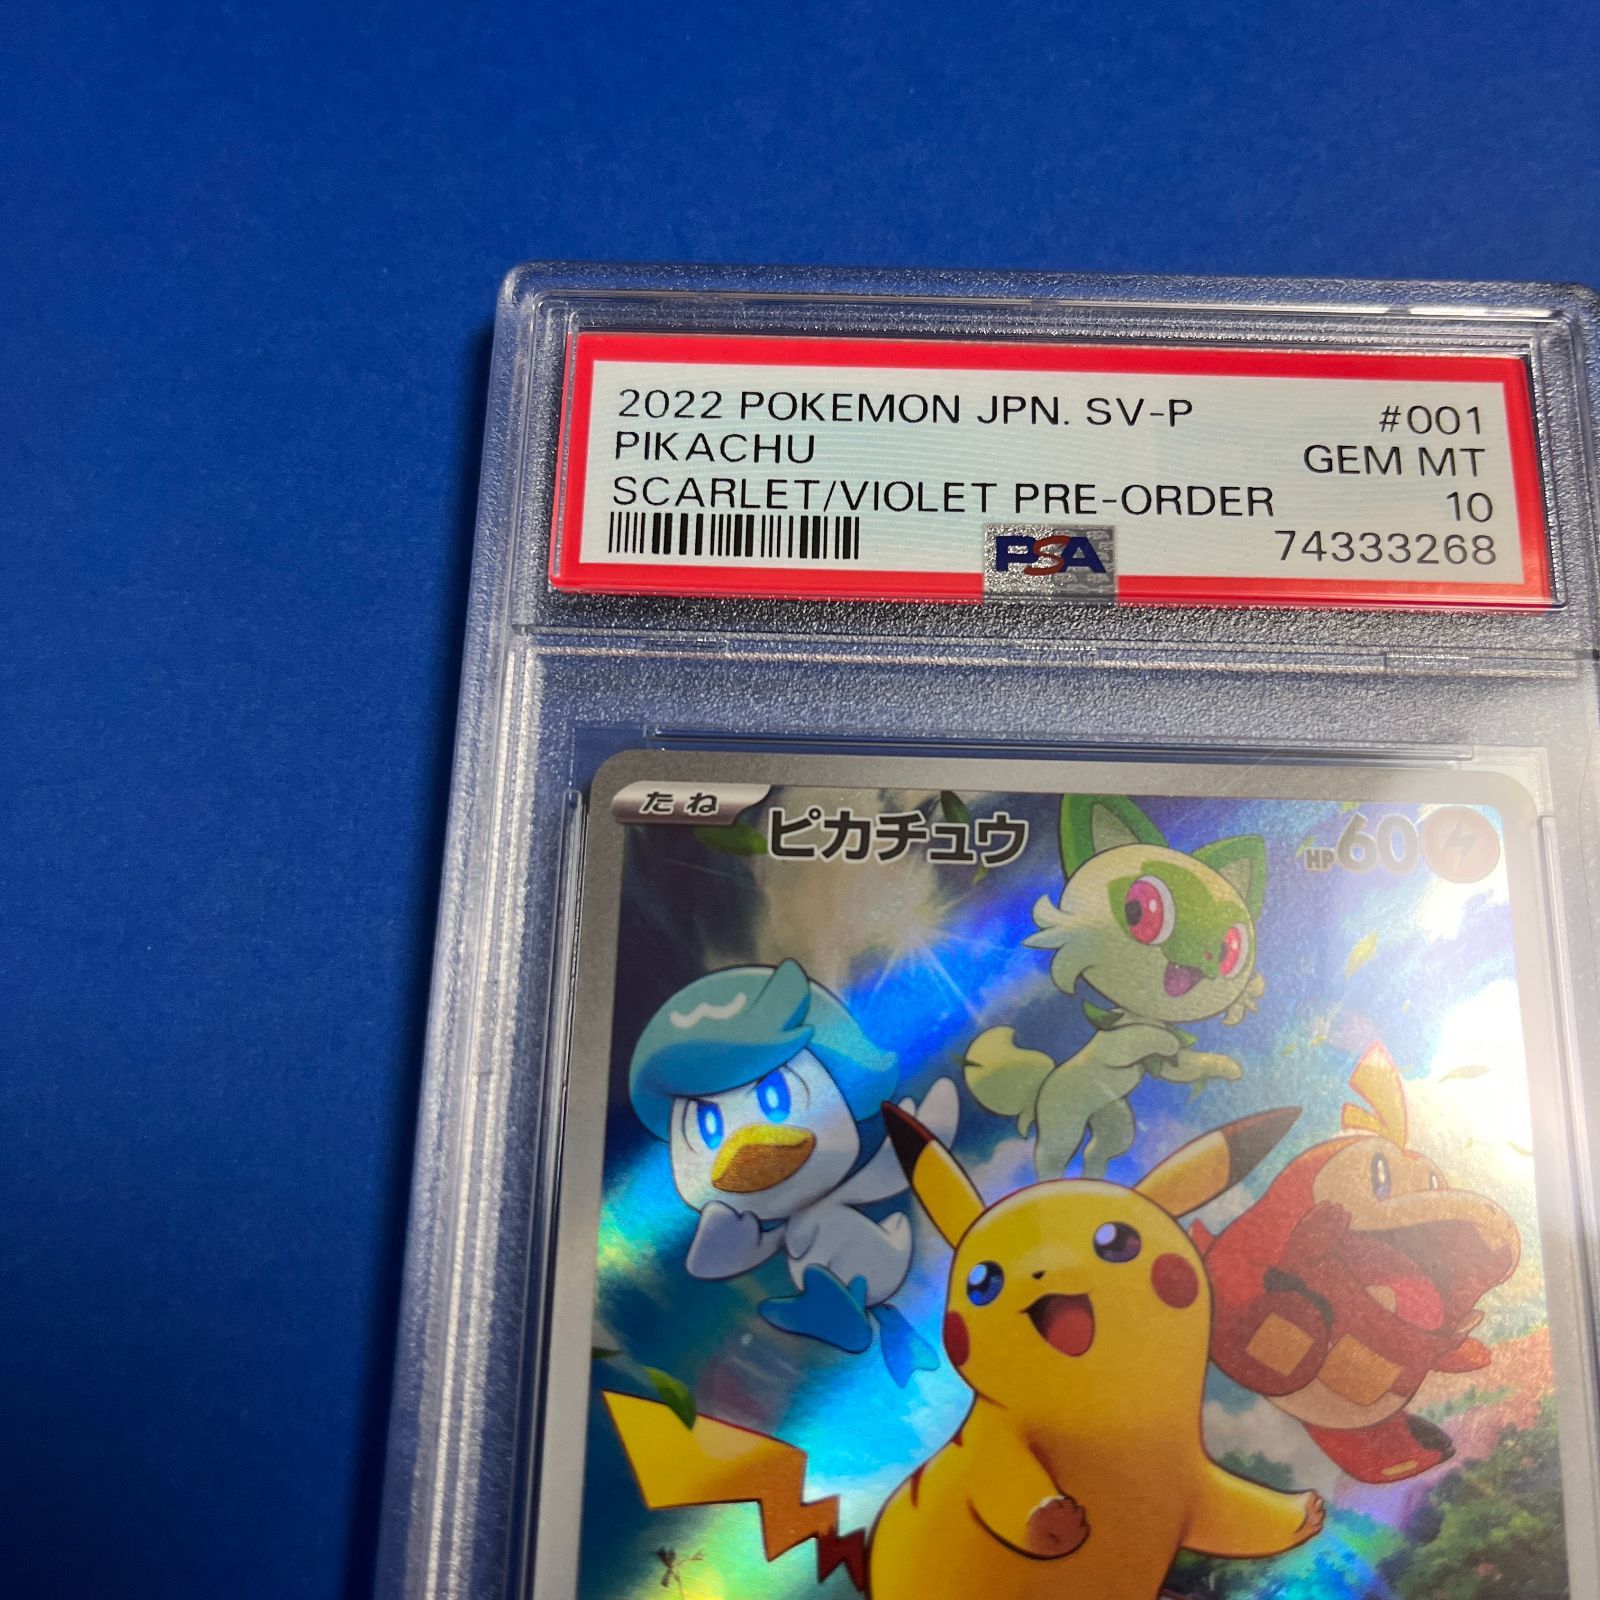 2022 POKEMON JPN. SV-P #001
PIKACHU GEM MT
SCARLET/VIOLET PRE-ORDER 10
PSA 74333268
たね ピカチュウ HP60